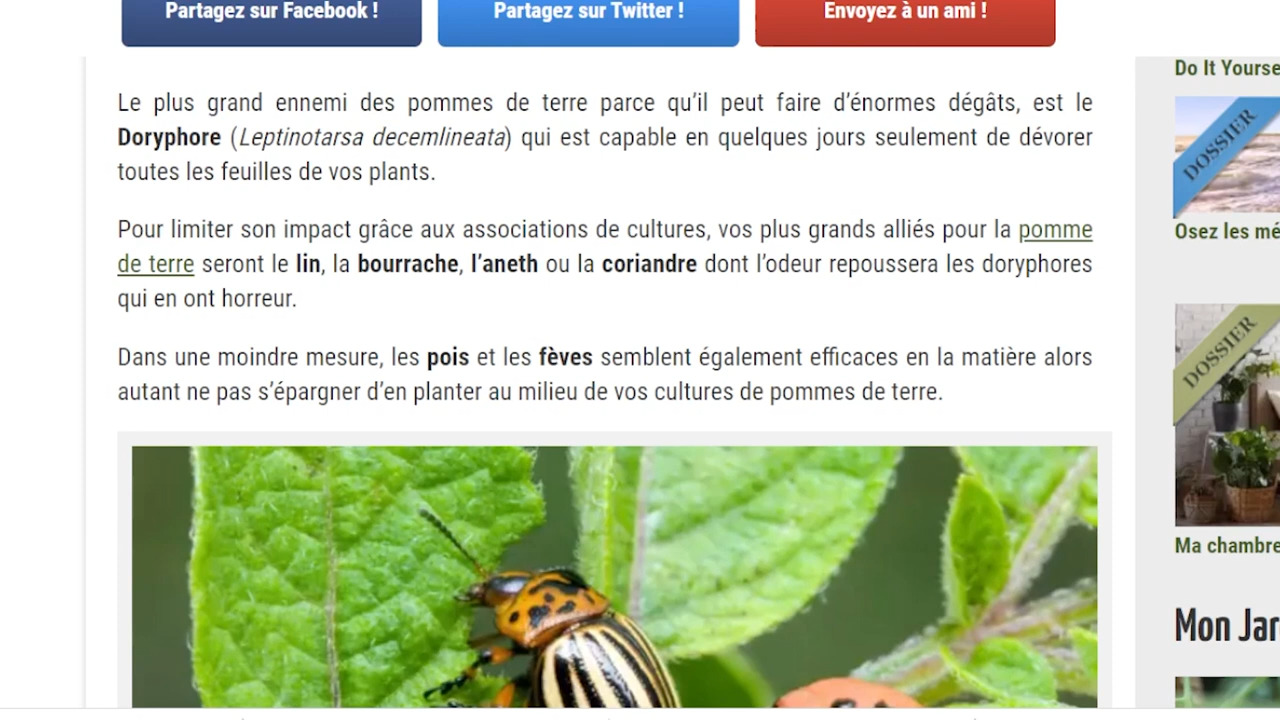 Partagez sur Facebook !
Partagez sur Twitter !
Envoyez à un ami !
Le plus grand ennemi des pommes de terre parce qu’il peut faire d’énormes dégâts, est le
Doryphore (Leptinotarsa decemlineata) qui est capable en quelques jours seulement de dévorer
toutes les feuilles de vos plants.
Pour limiter son impact grâce aux associations de cultures, vos plus grands alliés pour la pomme
de terre seront le lin, la bourrache, l’aneth ou la coriandre dont l’odeur repoussera les doryphores
qui en ont horreur.
Dans une moindre mesure, les pois et les fèves semblent également efficaces en la matière alors
autant ne pas s’épargner d’en planter au milieu de vos cultures de pommes de terre.
Do It Yourse
DOSSIER
Osez les mé
DOSSIER
Ma chambre
Mon Jar